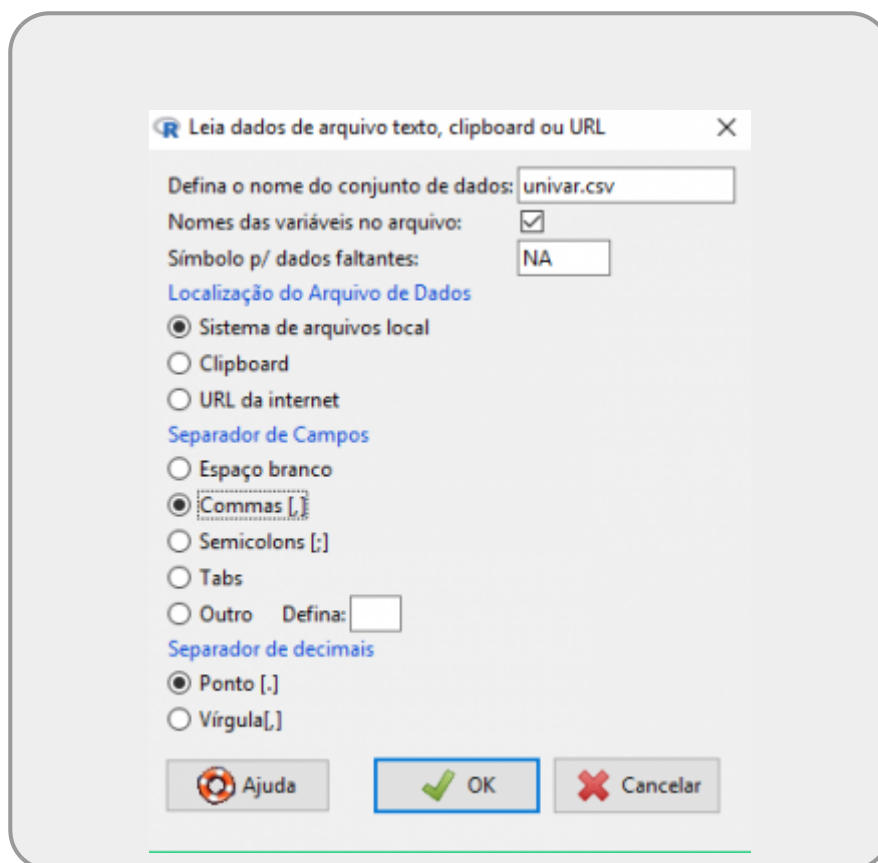 R Leia dados de arquivo texto, clipboard ou URL
Defina o nome do conjunto de dados: univar.csv
Nomes das variáveis no arquivo:
Símbolo p/ dados faltantes: NA
Localização do Arquivo de Dados
Sistema de arquivos local
Clipboard
URL da internet
Separador de Campos
Espaço branco
Commas [,]
Semicolons [;]
Tabs
Outro Defina:
Separador de decimais
Ponto [.]
Vírgula[,]
Ajuda OK Cancelar